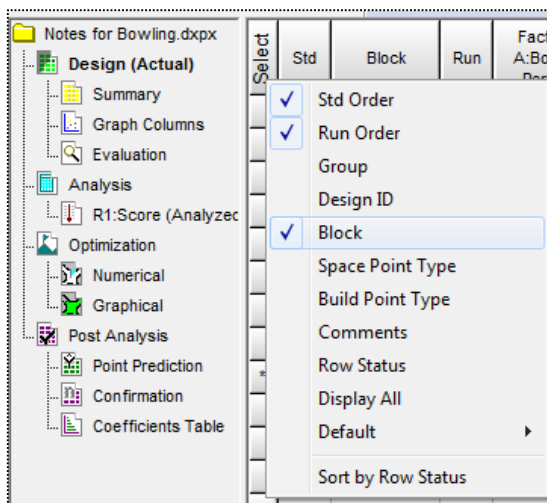 Notes for Bowling.dxpx
Design (Actual)
Summary
Graph Columns
Evaluation
Analysis
R1:Score (Analyzed
Optimization
Numerical
Graphical
Post Analysis
Point Prediction
Confirmation
Coefficients Table
Select
Std
Block
Run
Fact
A:Bo
Std Order
Run Order
Group
Design ID
Block
Space Point Type
Build Point Type
Comments
Row Status
Display All
Default
Sort by Row Status